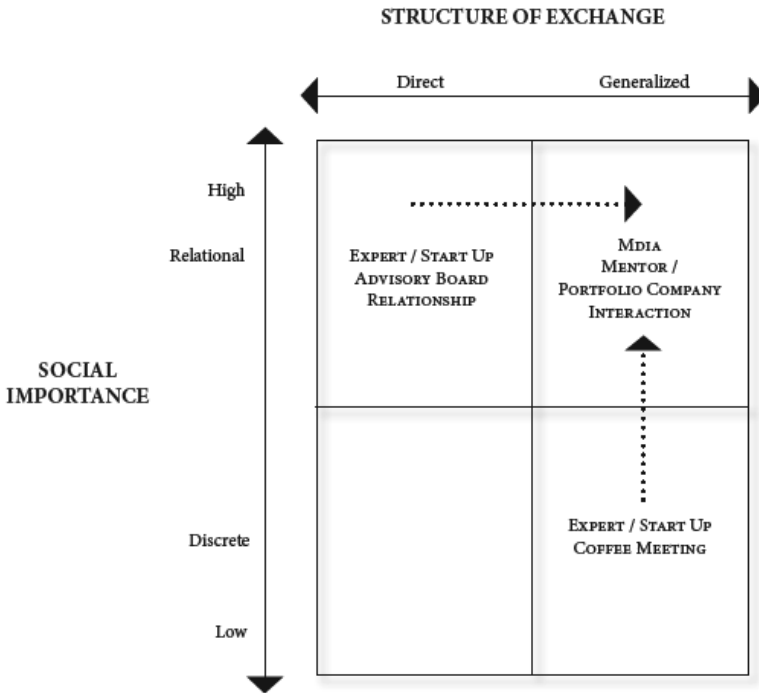 STRUCTURE OF EXCHANGE
Direct Generalized
High
Relational
EXPERT / START UP
ADVISORY BOARD
RELATIONSHIP
MDIA
MENTOR /
PORTFOLIO COMPANY
INTERACTION
SOCIAL
IMPORTANCE
Discrete
EXPERT / START UP
COFFEE MEETING
Low